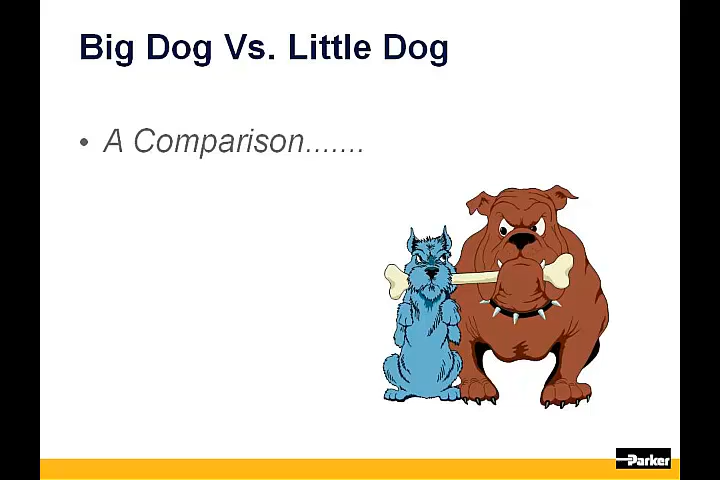 Big Dog Vs. Little Dog
• A Comparison.......
Parker